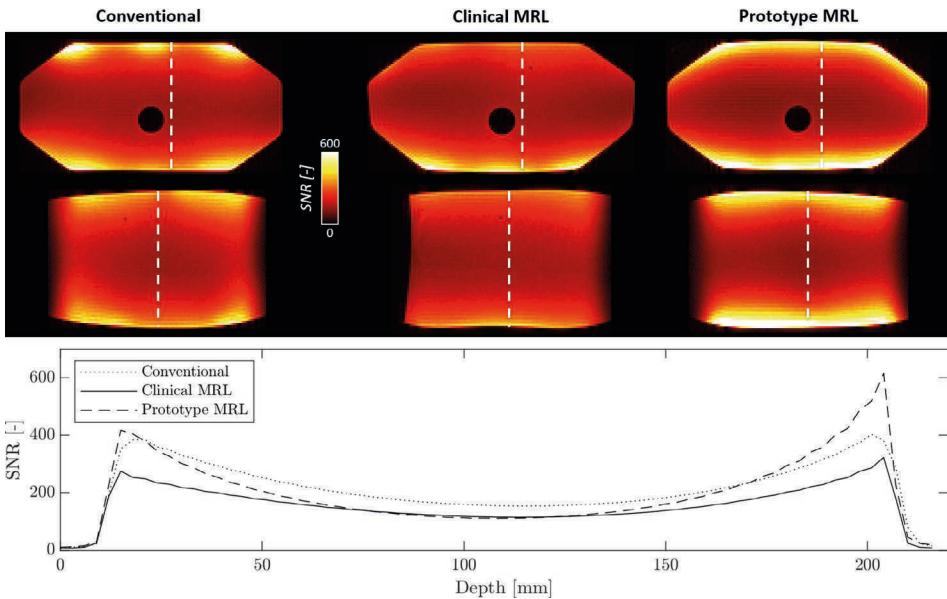 Conventional
Clinical MRL
Prototype MRL
600
SNR [-]
0
Conventional
Clinical MRL
Prototype MRL
SNR [-]
600
400
200
0
0
50
100
150
200
Depth [mm]